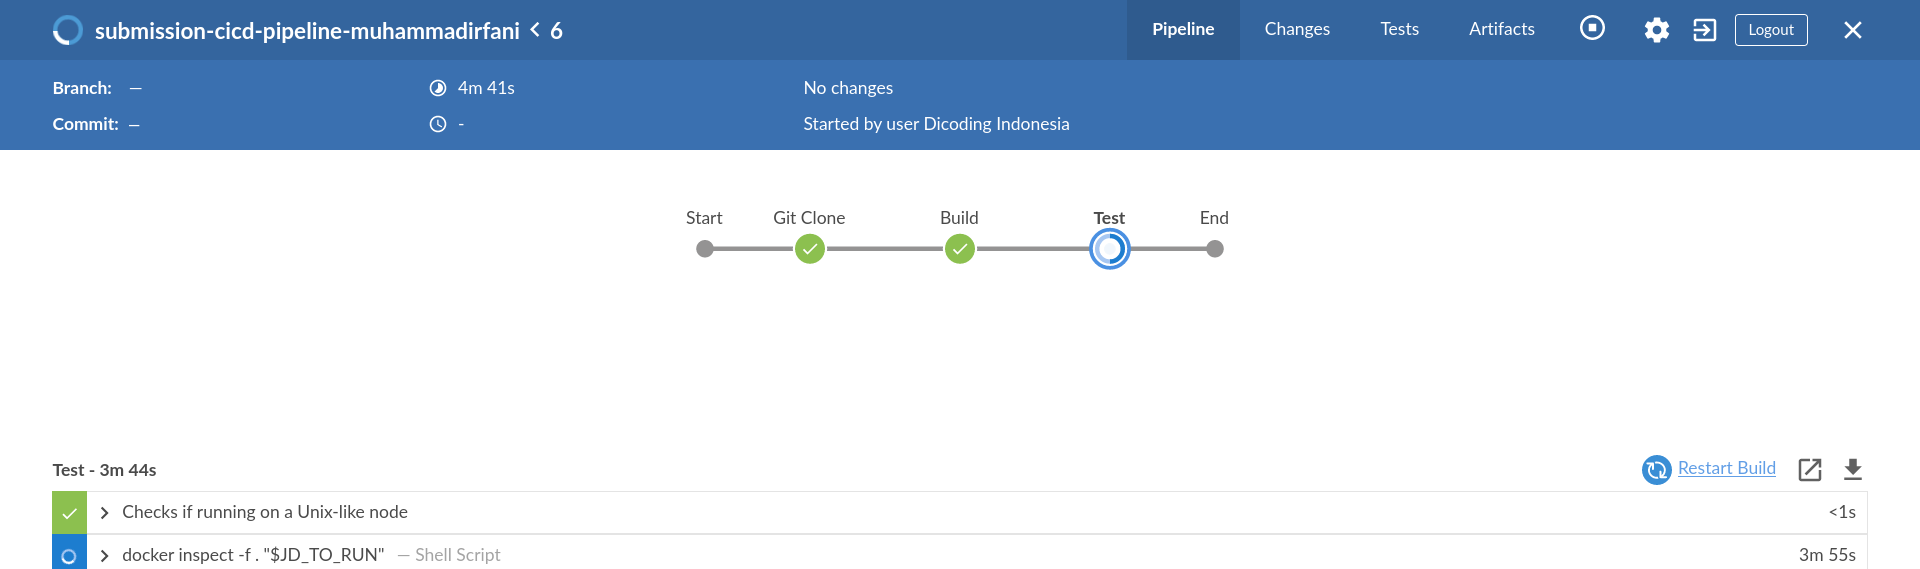 submission-cicd-pipeline-muhammadirfani < 6 Pipeline Changes Tests Artifacts Logout
Branch: — 4m 41s No changes
Commit: — - Started by user Dicoding Indonesia
Start Git Clone Build Test End
Test - 3m 44s Restart Build
Checks if running on a Unix-like node <1s
docker inspect -f . "$JD_TO_RUN" — Shell Script 3m 55s